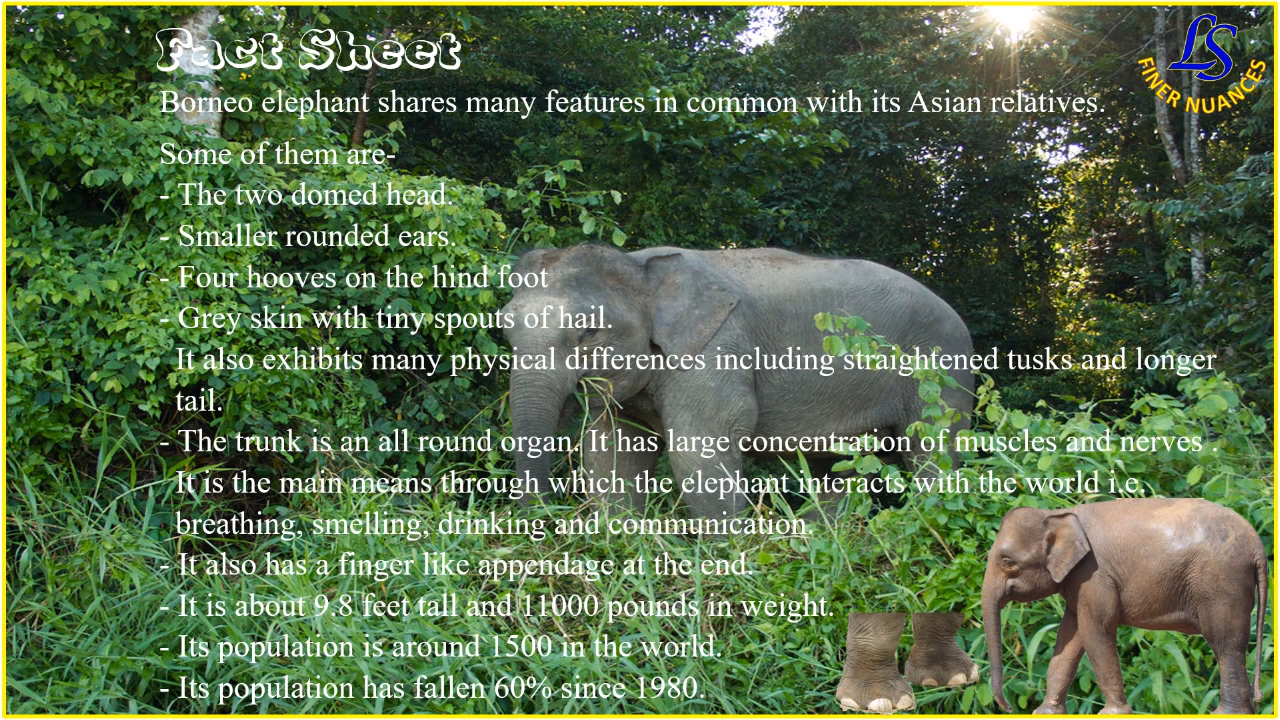 Fact Sheet
LS
FINER NUANCES
Borneo elephant shares many features in common with its Asian relatives.
Some of them are-
- The two domed head.
- Smaller rounded ears.
- Four hooves on the hind foot
- Grey skin with tiny spouts of hail.
It also exhibits many physical differences including straightened tusks and longer
tail.
- The trunk is an all round organ. It has large concentration of muscles and nerves .
It is the main means through which the elephant interacts with the world i.e.
breathing, smelling, drinking and communication.
- It also has a finger like appendage at the end.
- It is about 9.8 feet tall and 11000 pounds in weight.
- Its population is around 1500 in the world.
- Its population has fallen 60% since 1980.